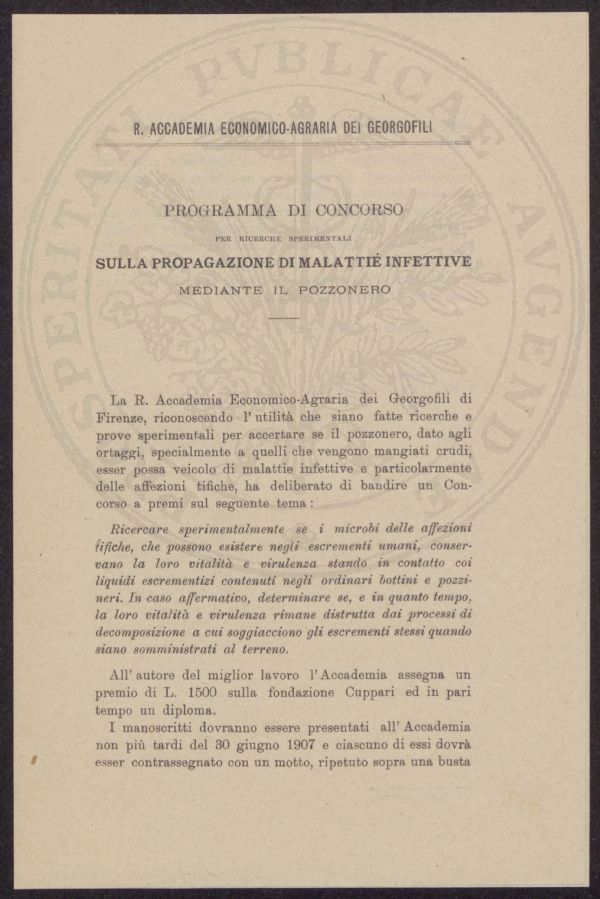 PROSPERITATI PVBLICAE AVGENDAE
R. ACCADEMIA ECONOMICO-AGRARIA DEI GEORGOFILI
PROGRAMMA DI CONCORSO
PER RICERCHE SPERIMENTALI
SULLA PROPAGAZIONE DI MALATTIE INFETTIVE
MEDIANTE IL POZZONERO
La R. Accademia Economico-Agraria dei Georgofili di
Firenze, riconoscendo l'utilità che siano fatte ricerche e
prove sperimentali per accertare se il pozzonero, dato agli
ortaggi, specialmente a quelli che vengono mangiati crudi,
esser possa veicolo di malattie infettive e particolarmente
delle affezioni tifiche, ha deliberato di bandire un Con-
corso a premi sul seguente tema:
Ricercare sperimentalmente se i microbi delle affezioni
tifiche, che possono esistere negli escrementi umani, conser-
vano la loro vitalità e virulenza stando in contatto coi
liquidi escrementizi contenuti negli ordinari bottini e pozzi-
neri. In caso affermativo, determinare se, e in quanto tempo,
la loro vitalità e virulenza rimane distrutta dai processi di
decomposizione a cui soggiacciono gli escrementi stessi quando
siano somministrati al terreno.
All'autore del miglior lavoro l'Accademia assegna un
premio di L. 1500 sulla fondazione Cuppari ed in pari
tempo un diploma.
I manoscritti dovranno essere presentati all'Accademia
non più tardi del 30 giugno 1907 e ciascuno di essi dovrà
esser contrassegnato con un motto, ripetuto sopra una busta